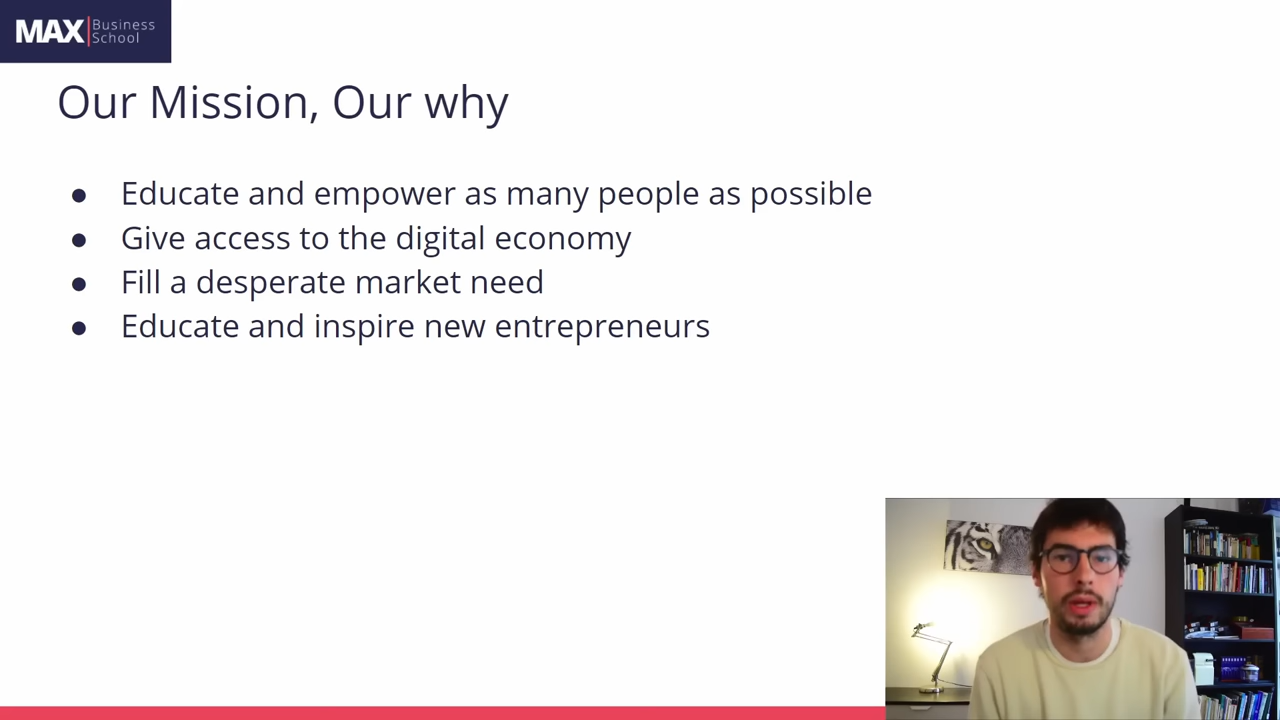 MAX Business
School
Our Mission, Our why
● Educate and empower as many people as possible
● Give access to the digital economy
● Fill a desperate market need
● Educate and inspire new entrepreneurs